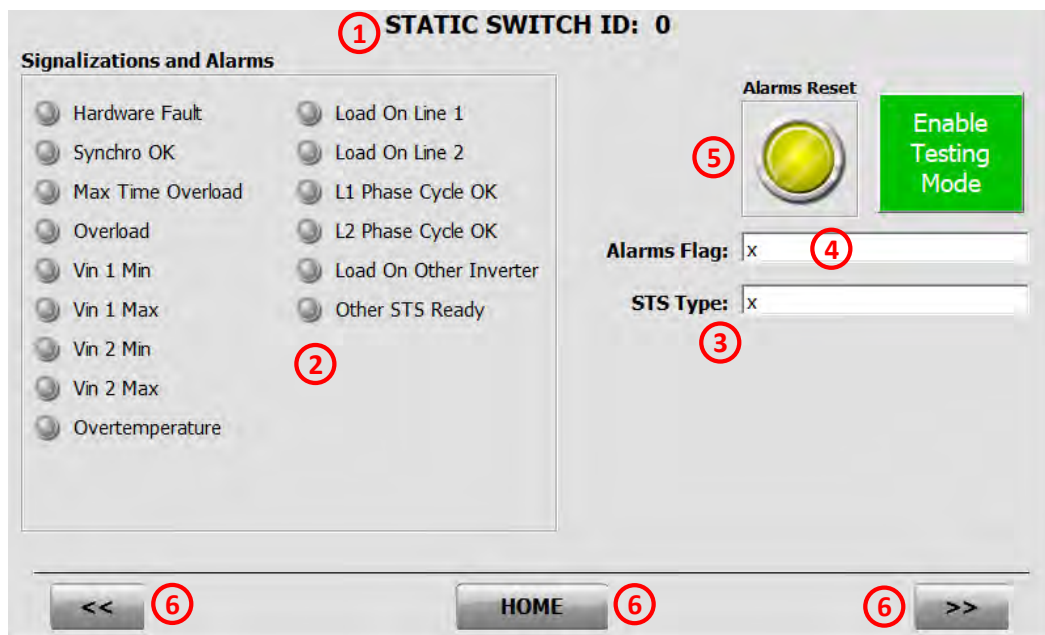 1 STATIC SWITCH ID: 0
Signalizations and Alarms
Hardware Fault
Synchro OK
Max Time Overload
Overload
Vin 1 Min
Vin 1 Max
Vin 2 Min
Vin 2 Max
Overtemperature
Load On Line 1
Load On Line 2
L1 Phase Cycle OK
L2 Phase Cycle OK
Load On Other Inverter
Other STS Ready
2
Alarms Reset
5
Enable
Testing
Mode
Alarms Flag: x 4
STS Type: x
3
<< 6 HOME 6 6 >>